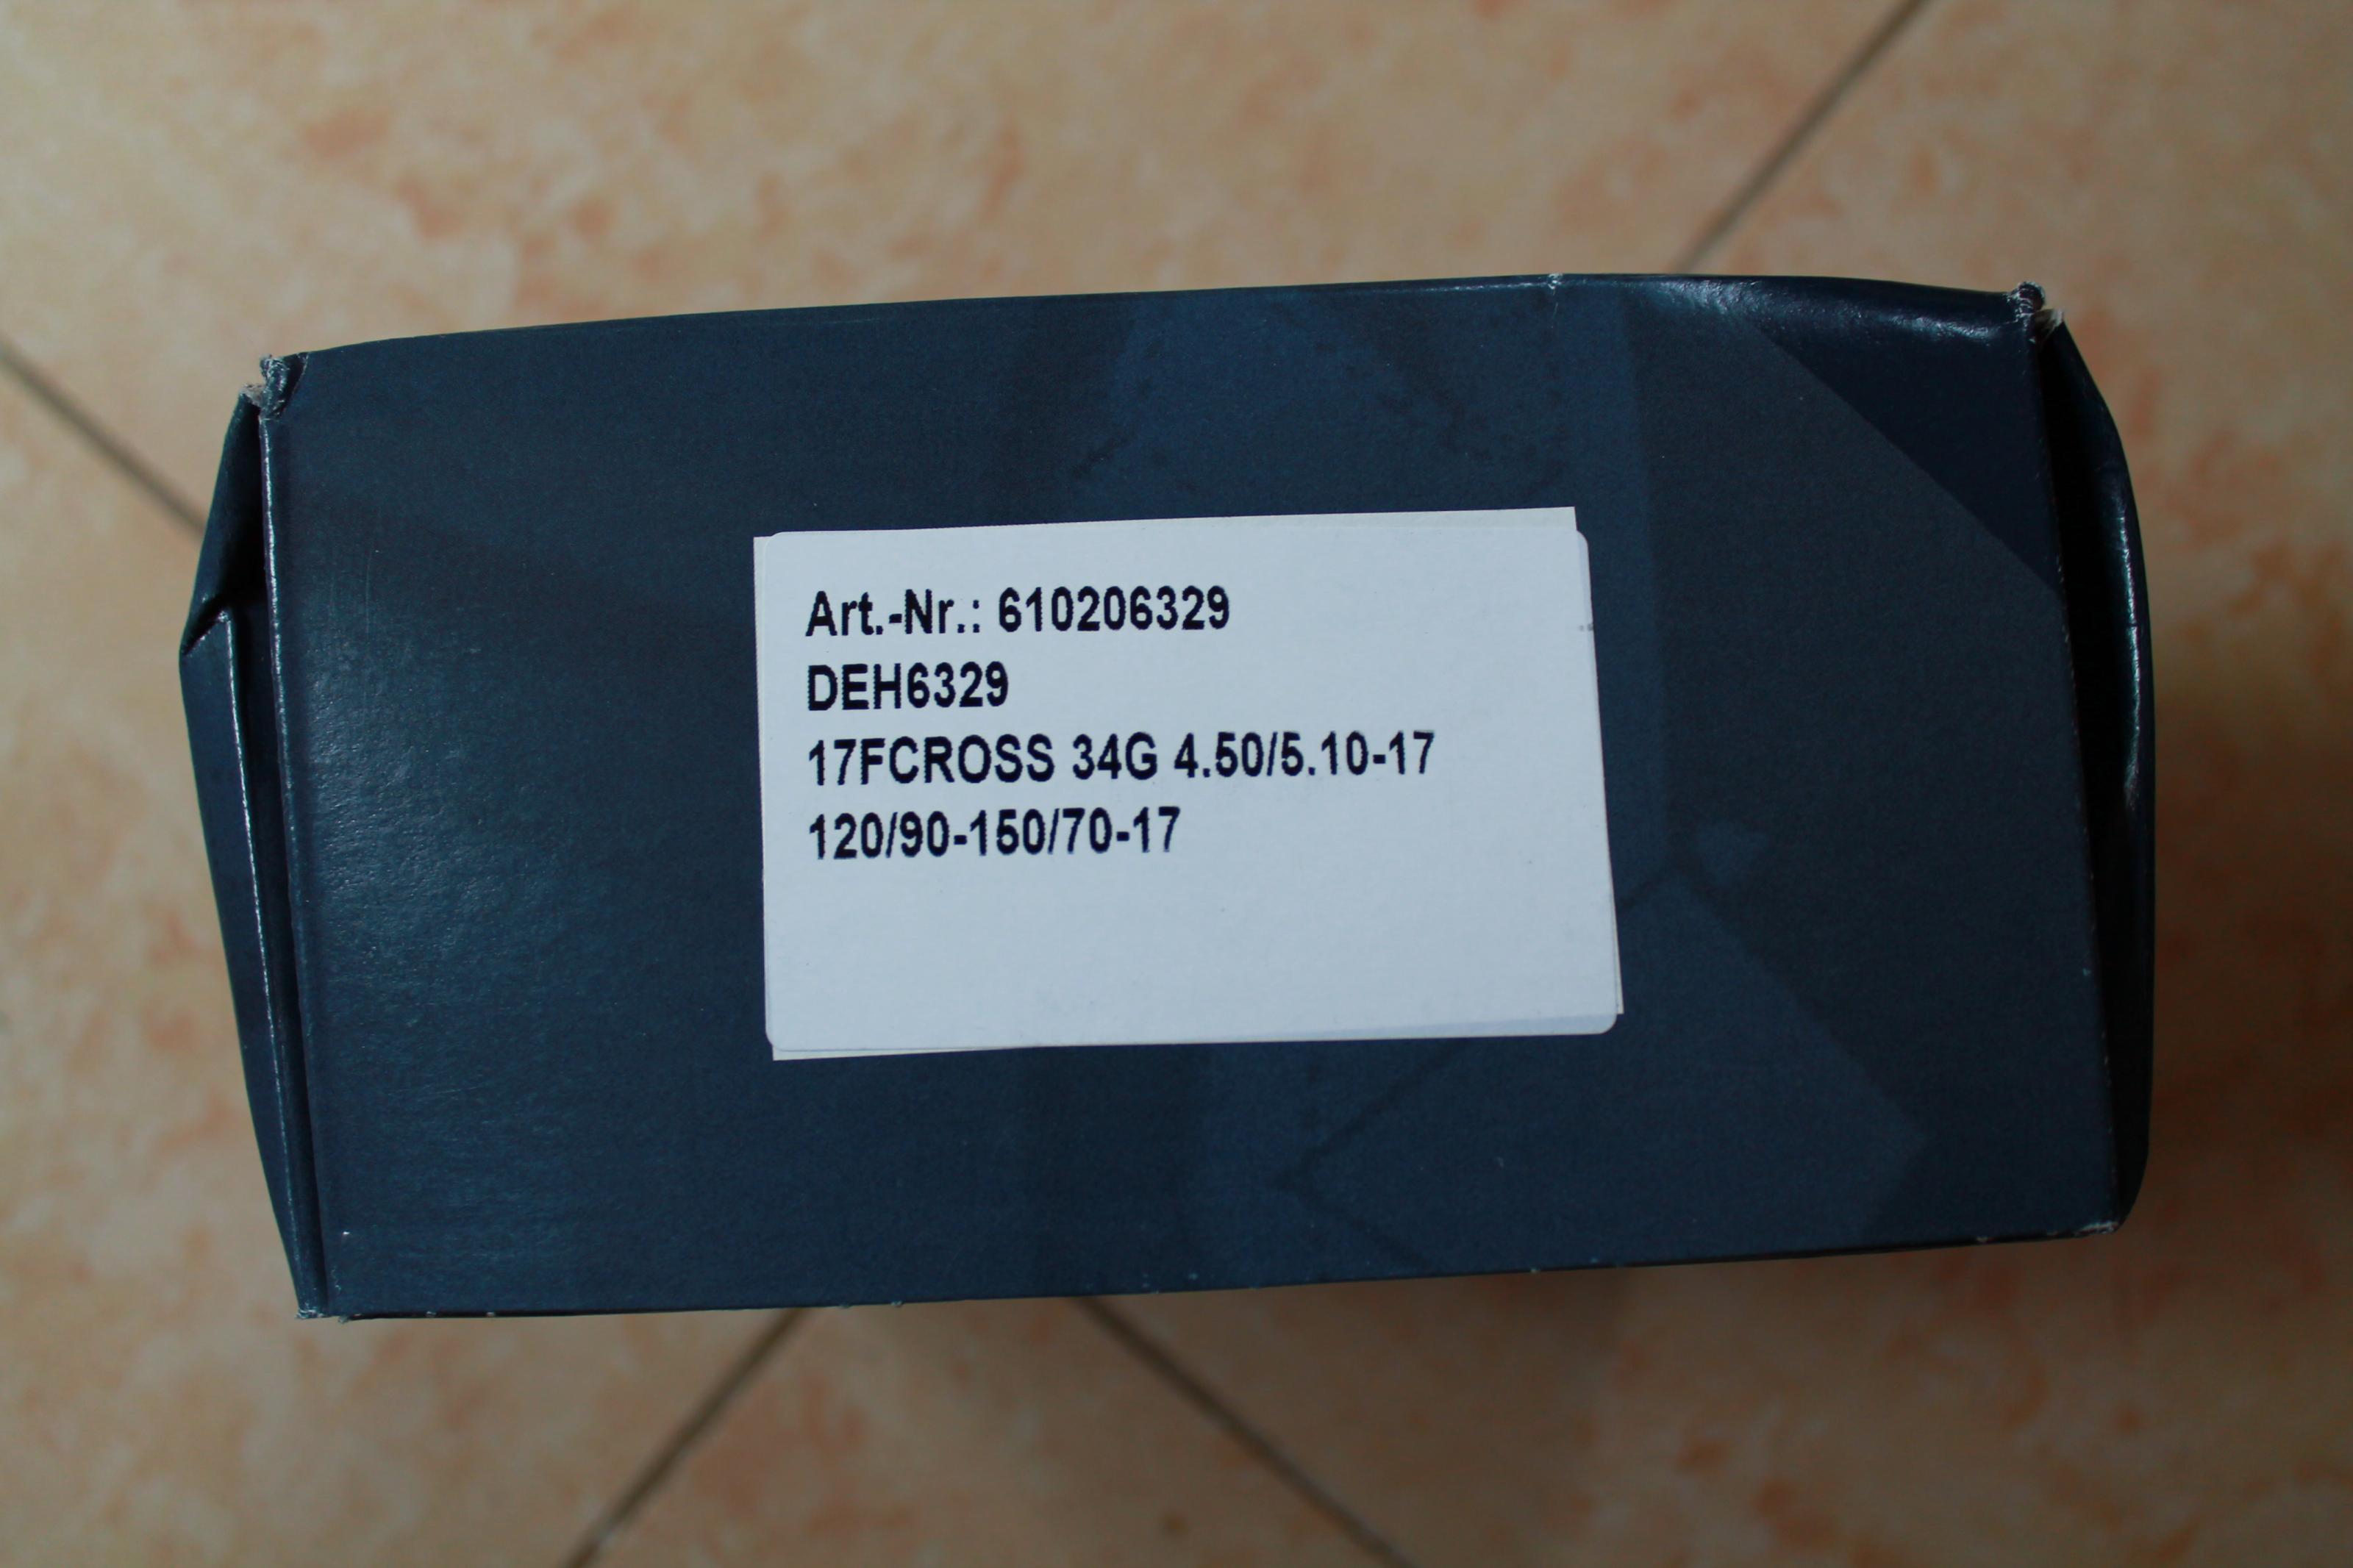 Art.-Nr.: 610206329
DEH6329
17FCROSS 34G 4.50/5.10-17
120/90-150/70-17